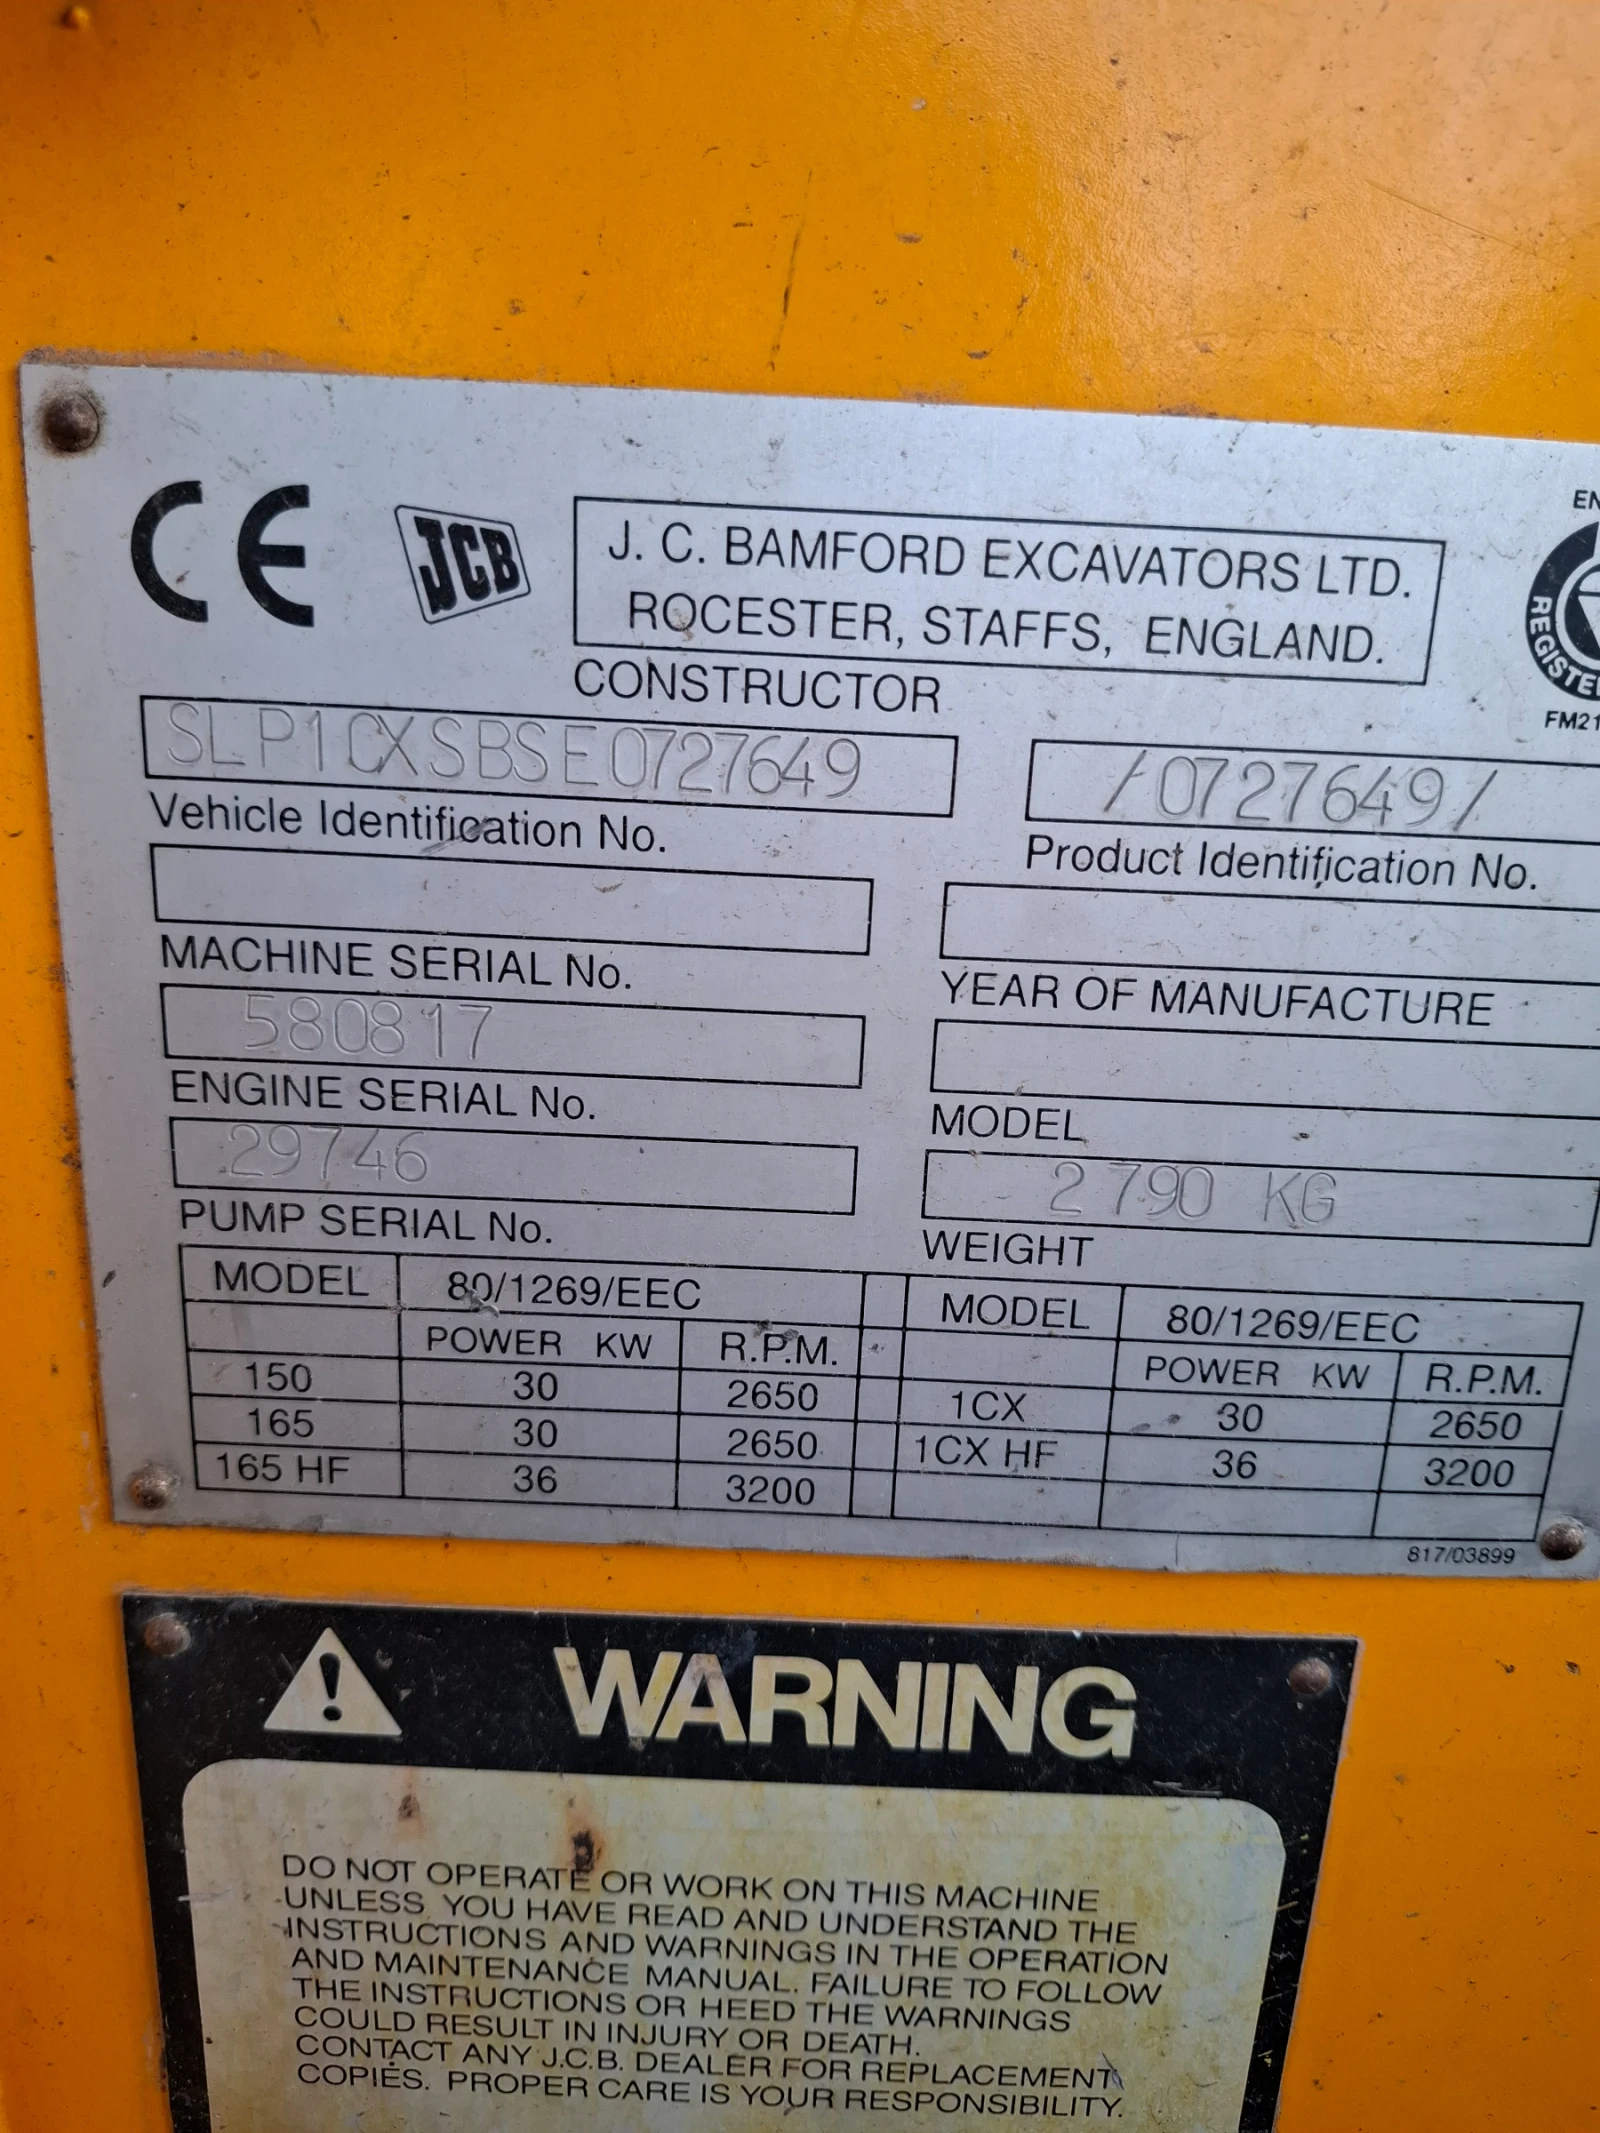 CE JCB J. C. BAMFORD EXCAVATORS LTD.
ROCESTER, STAFFS, ENGLAND.
CONSTRUCTOR
REGISTE
SLP1CXSBSE0727649 /0727649/
Vehicle Identification No. Product Identification No.
MACHINE SERIAL No. YEAR OF MANUFACTURE
580817
ENGINE SERIAL No. MODEL
29746 2790 KG
PUMP SERIAL No. WEIGHT
MODEL 80/1269/EEC MODEL 80/1269/EEC
POWER KW R.P.M. POWER KW R.P.M.
150 30 2650 1CX 30 2650
165 30 2650 1CX HF 36 3200
165 HF 36 3200
817/03899
WARNING
DO NOT OPERATE OR WORK ON THIS MACHINE
UNLESS YOU HAVE READ AND UNDERSTAND THE
INSTRUCTIONS AND WARNINGS IN THE OPERATION
AND MAINTENANCE MANUAL. FAILURE TO FOLLOW
THE INSTRUCTIONS OR HEED THE WARNINGS
COULD RESULT IN INJURY OR DEATH.
CONTACT ANY J.C.B. DEALER FOR REPLACEMENT
COPIES. PROPER CARE IS YOUR RESPONSIBILITY.